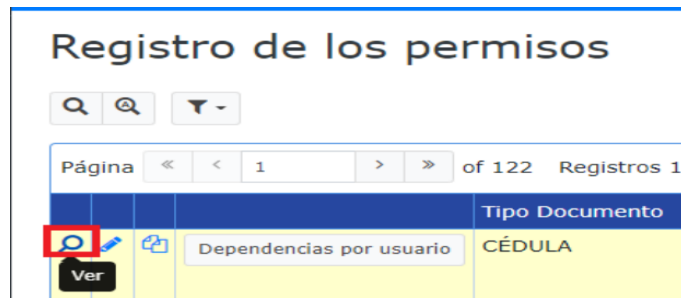 Registro de los permisos
Página « < 1 > » of 122 Registros 1
Tipo Documento
Dependencias por usuario CÉDULA
Ver